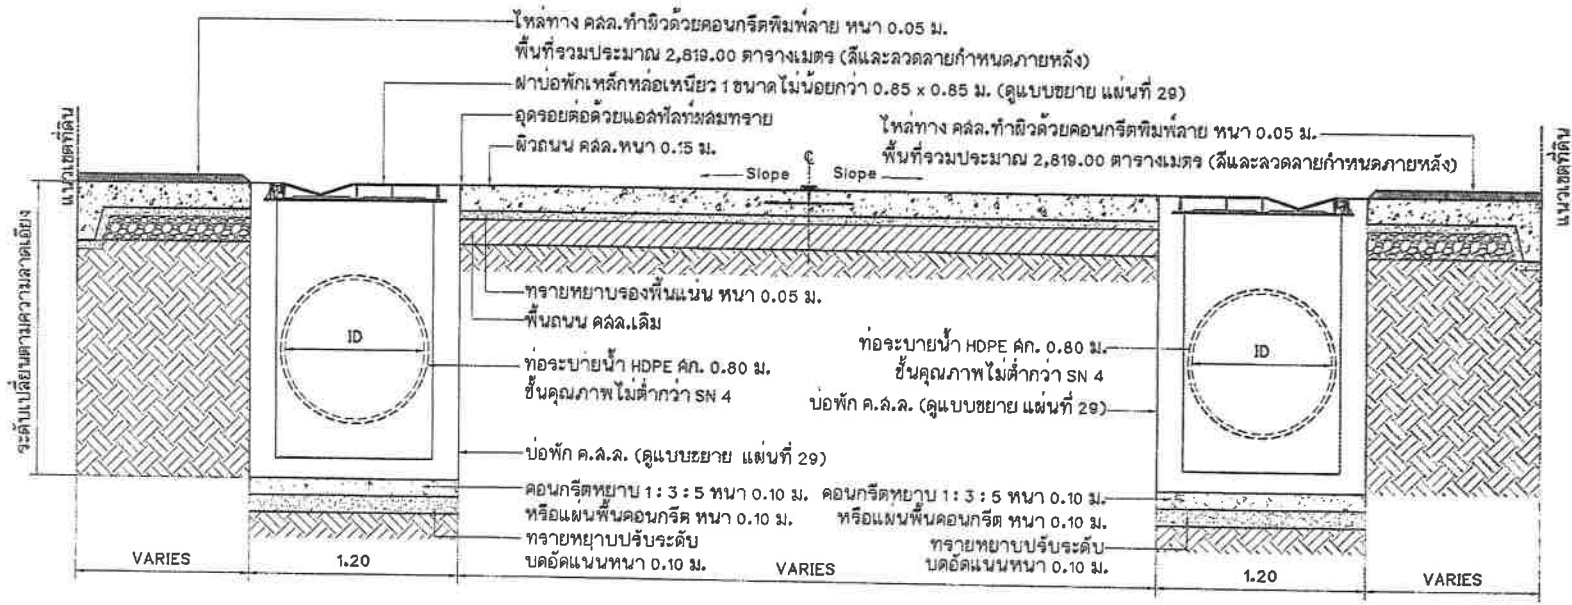 ไหล่ทาง คสล.ทำผิวด้วยคอนกรีตพิมพ์ลาย หนา 0.05 ม.
พื้นที่รวมประมาณ 2,819.00 ตารางเมตร (สีและลวดลายกำหนดภายหลัง)
ฝาบ่อพักเหล็กหล่อเหนียว 1 ขนาดไม่น้อยกว่า 0.85 x 0.85 ม. (ดูแบบขยาย แผ่นที่ 29)
อุดรอยต่อด้วยแอสฟัลท์ผสมทราย
ผิวถนน คสล.หนา 0.15 ม.
ไหล่ทาง คสล.ทำผิวด้วยคอนกรีตพิมพ์ลาย หนา 0.05 ม.
พื้นที่รวมประมาณ 2,819.00 ตารางเมตร (สีและลวดลายกำหนดภายหลัง)
แนวเขตที่ดิน
แนวเขตที่ดิน
℄
Slope
Slope
ระดับเปลี่ยนตามความลาดเอียง
ทรายหยาบรองพื้นแน่น หนา 0.05 ม.
พื้นถนน คสล.เดิม
ID
ท่อระบายน้ำ HDPE ศก. 0.80 ม.
ชั้นคุณภาพไม่ต่ำกว่า SN 4
ท่อระบายน้ำ HDPE ศก. 0.80 ม.
ชั้นคุณภาพไม่ต่ำกว่า SN 4
ID
บ่อพัก ค.ส.ล. (ดูแบบขยาย แผ่นที่ 29)
บ่อพัก ค.ส.ล. (ดูแบบขยาย แผ่นที่ 29)
คอนกรีตหยาบ 1 : 3 : 5 หนา 0.10 ม.
หรือแผ่นพื้นคอนกรีต หนา 0.10 ม.
ทรายหยาบปรับระดับ
บดอัดแน่นหนา 0.10 ม.
คอนกรีตหยาบ 1 : 3 : 5 หนา 0.10 ม.
หรือแผ่นพื้นคอนกรีต หนา 0.10 ม.
ทรายหยาบปรับระดับ
บดอัดแน่นหนา 0.10 ม.
VARIES
1.20
VARIES
1.20
VARIES